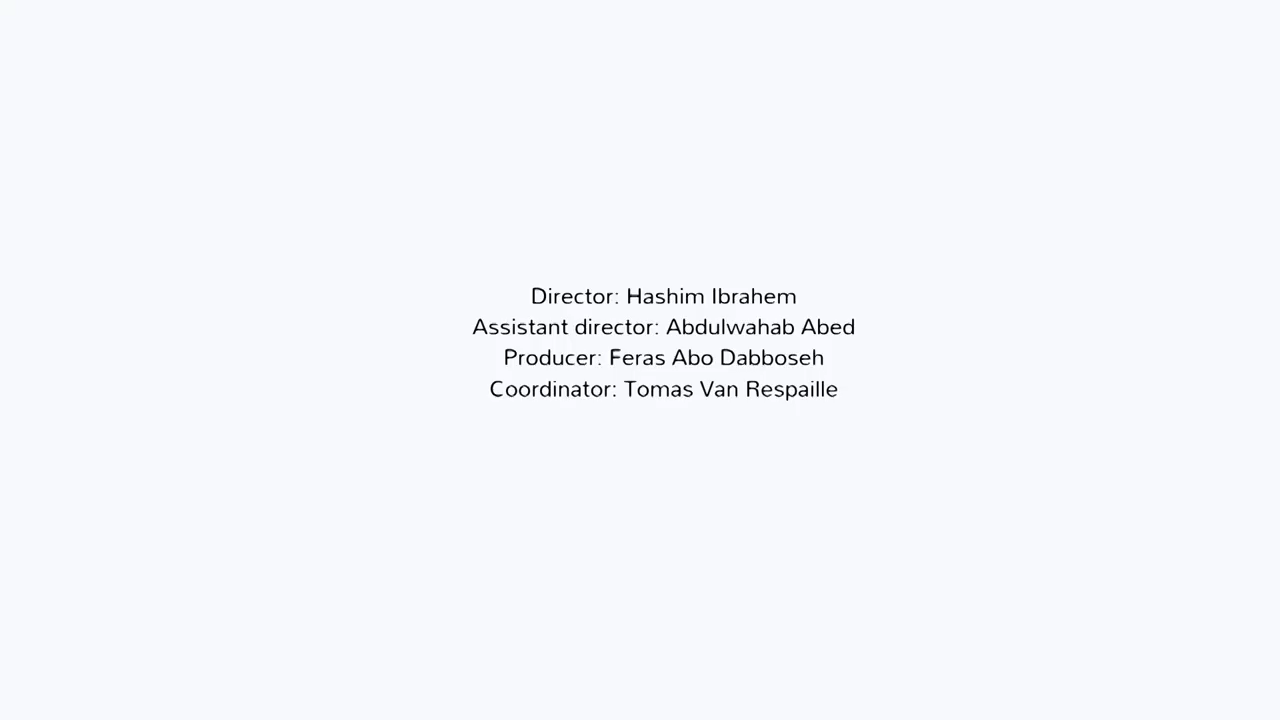 Director: Hashim Ibrahem
Assistant director: Abdulwahab Abed
Producer: Feras Abo Dabboseh
Coordinator: Tomas Van Respaille